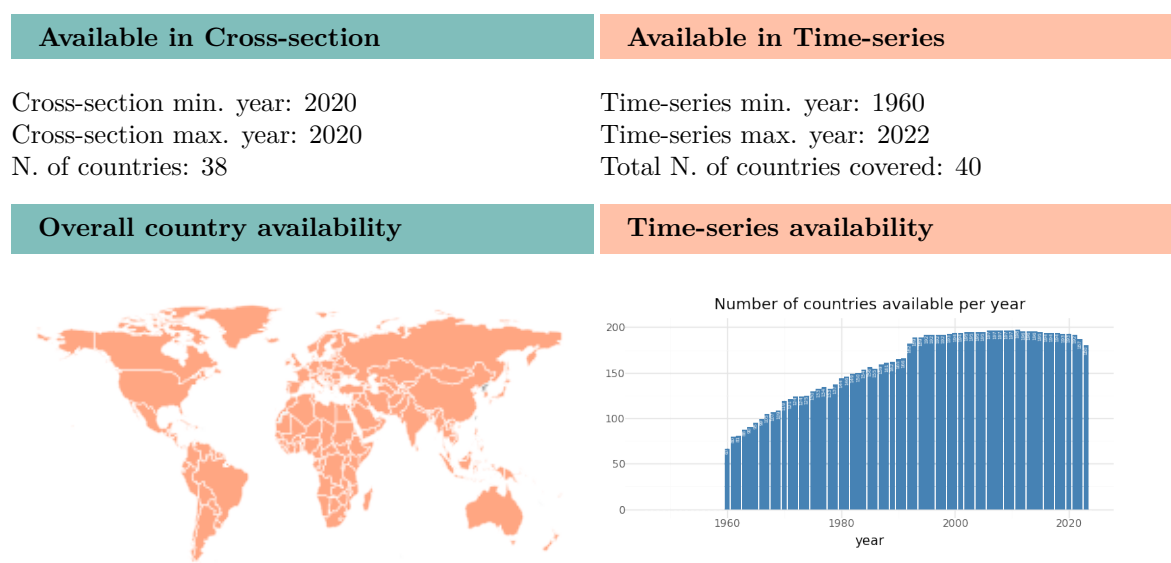 Available in Cross-section
Cross-section min. year: 2020
Cross-section max. year: 2020
N. of countries: 38
Available in Time-series
Time-series min. year: 1960
Time-series max. year: 2022
Total N. of countries covered: 40
Overall country availability
Time-series availability
Number of countries available per year
200
150
100
50
0
1960 1980 2000 2020
year